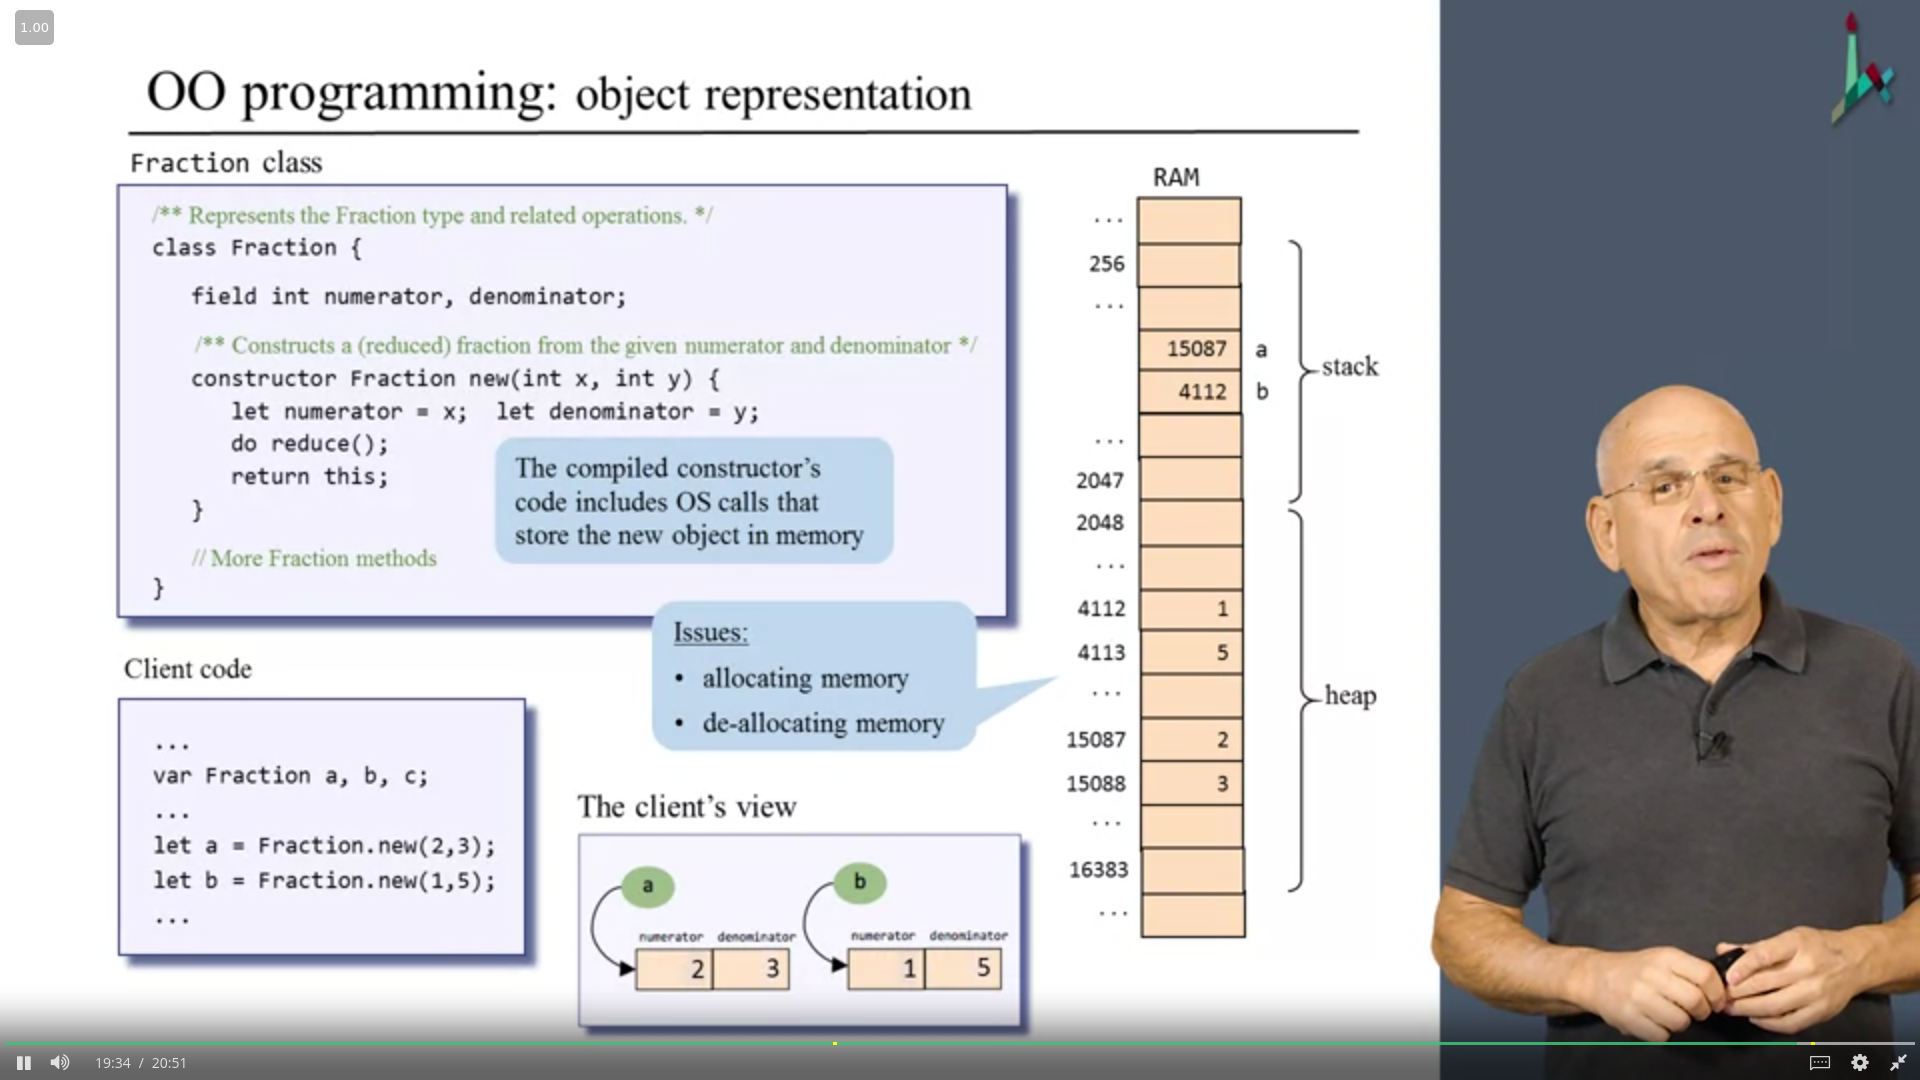 1.00
OO programming: object representation
Fraction class
/** Represents the Fraction type and related operations. */
class Fraction {
field int numerator, denominator;
/** Constructs a (reduced) fraction from the given numerator and denominator */
constructor Fraction new(int x, int y) {
let numerator = x; let denominator = y;
do reduce();
return this;
}
// More Fraction methods
}
The compiled constructor's
code includes OS calls that
store the new object in memory
Issues:
• allocating memory
• de-allocating memory
Client code
...
var Fraction a, b, c;
...
let a = Fraction.new(2,3);
let b = Fraction.new(1,5);
...
The client's view
a
b
numerator denominator
numerator denominator
2 3
1 5
RAM
...
256
...
15087 a
4112 b
...
2047
2048
...
4112 1
4113 5
...
15087 2
15088 3
...
16383
...
stack
heap
19:34 / 20:51